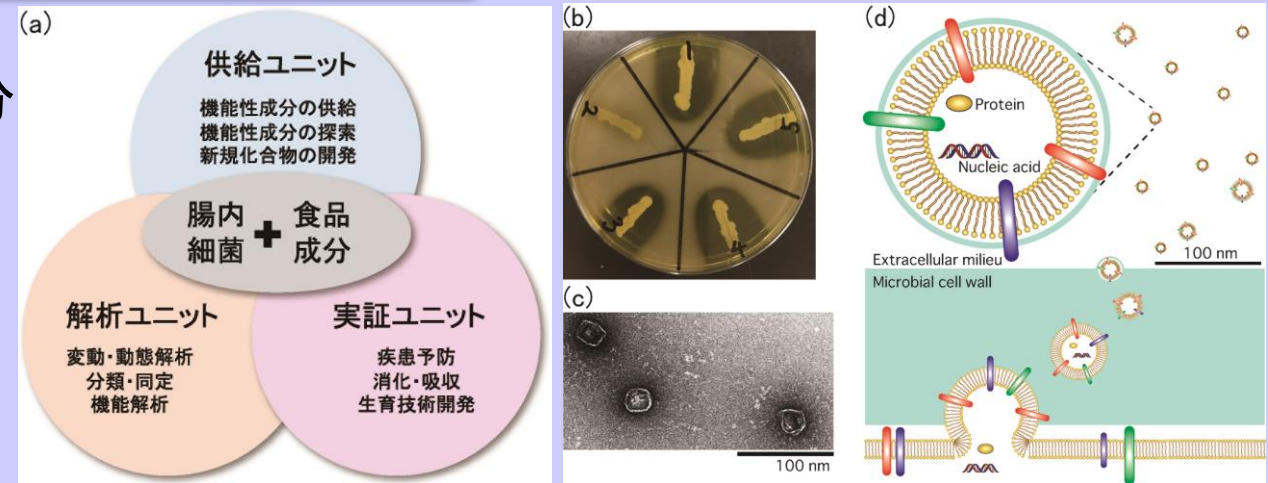 (a)
供給ユニット
機能性成分の供給
機能性成分の探索
新規化合物の開発
腸内
細菌
+
食品
成分
解析ユニット
変動・動態解析
分類・同定
機能解析
実証ユニット
疾患予防
消化・吸収
生育技術開発
(b)
1
2
3
4
5
(c)
100 nm
(d)
Protein
Nucleic acid
Extracellular milieu
100 nm
Microbial cell wall